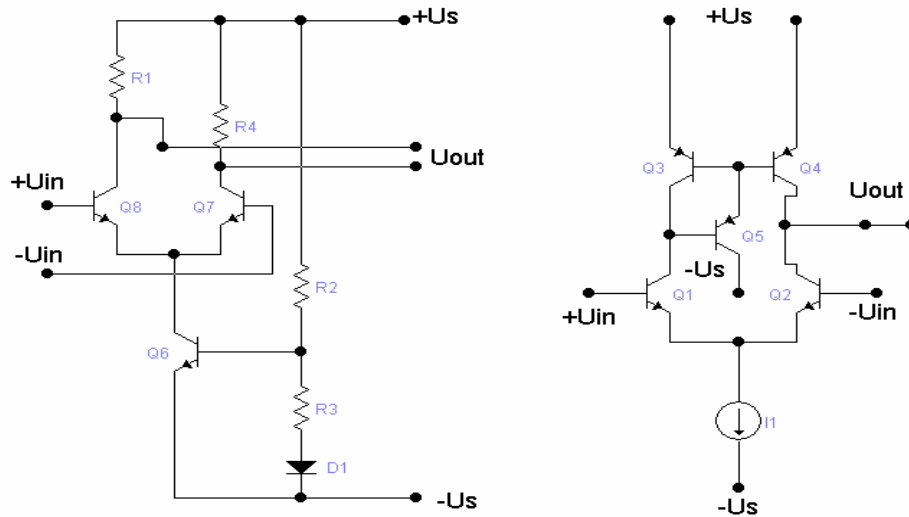 +Us
R1
R4
Uout
+Uin
Q8
Q7
-Uin
R2
Q6
R3
D1
-Us
+Us
Q3
Q4
Uout
Q5
-Us
Q1
Q2
+Uin
-Uin
I1
-Us